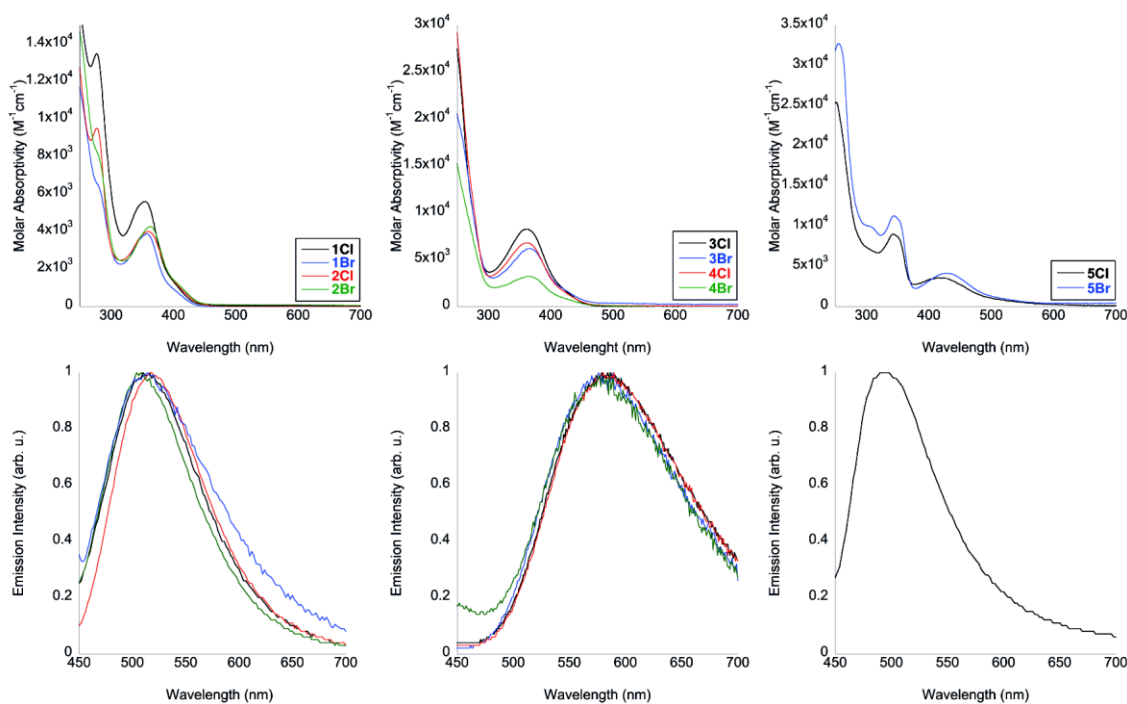 Molar Absorptivity (M⁻¹cm⁻¹)
1.4x10⁴
1.2x10⁴
1x10⁴
8x10³
6x10³
4x10³
2x10³
0
300 400 500 600 700
Wavelength (nm)
1Cl
1Br
2Cl
2Br
Molar Absorptivity (M⁻¹cm⁻¹)
3x10⁴
2.5x10⁴
2x10⁴
1.5x10⁴
1x10⁴
5x10³
0
300 400 500 600 700
Wavelenght (nm)
3Cl
3Br
4Cl
4Br
Molar Absorptivity (M⁻¹cm⁻¹)
3.5x10⁴
3x10⁴
2.5x10⁴
2x10⁴
1.5x10⁴
1x10⁴
5x10³
0
300 400 500 600 700
Wavelength (nm)
5Cl
5Br
Emission Intensity (arb. u.)
1
0.8
0.6
0.4
0.2
0
450 500 550 600 650 700
Wavelength (nm)
Emission Intensity (arb. u.)
1
0.8
0.6
0.4
0.2
0
450 500 550 600 650 700
Wavelength (nm)
Emission Intensity (arb. u.)
1
0.8
0.6
0.4
0.2
0
450 500 550 600 650 700
Wavelength (nm)